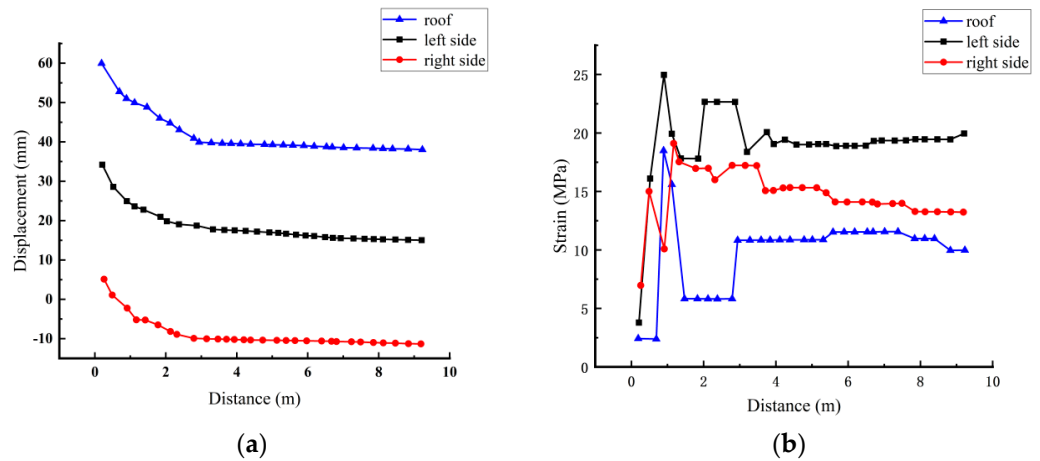 roof
left side
right side
60
50
40
30
20
10
0
-10
Displacement (mm)
0 2 4 6 8 10
Distance (m)
(a)
roof
left side
right side
25
20
15
10
5
0
Strain (MPa)
0 2 4 6 8 10
Distance (m)
(b)